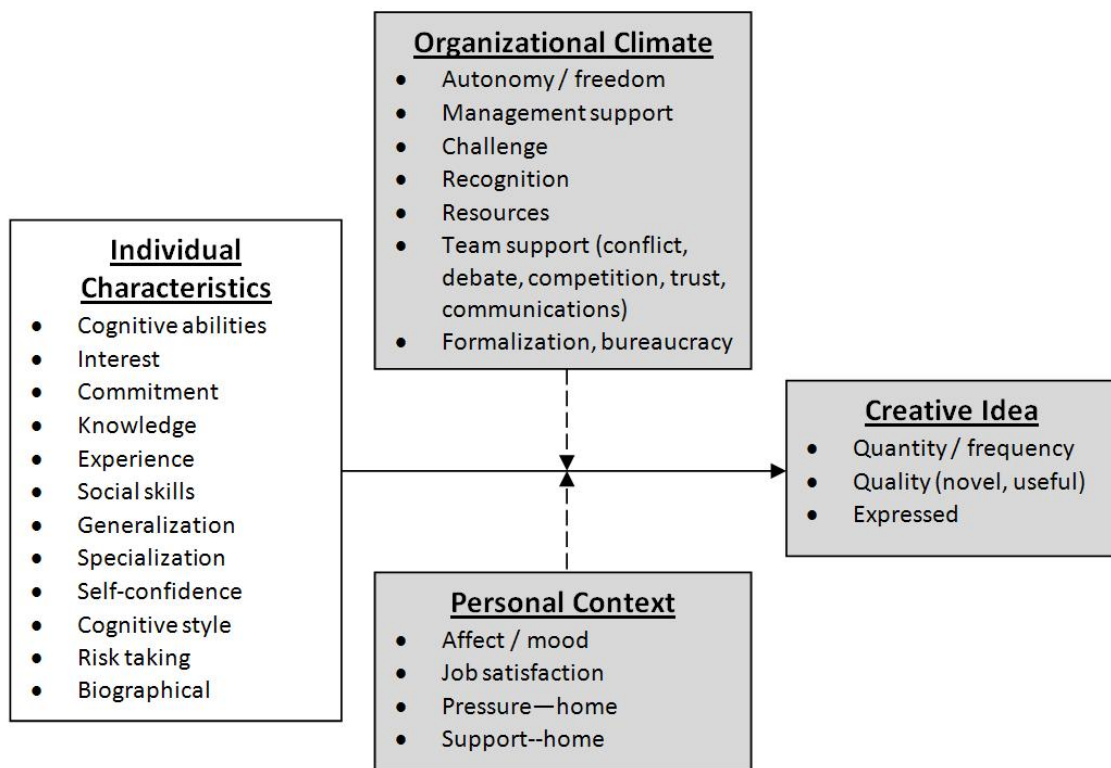 Organizational Climate
• Autonomy / freedom
• Management support
• Challenge
• Recognition
• Resources
• Team support (conflict,
debate, competition, trust,
communications)
• Formalization, bureaucracy
Individual
Characteristics
• Cognitive abilities
• Interest
• Commitment
• Knowledge
• Experience
• Social skills
• Generalization
• Specialization
• Self-confidence
• Cognitive style
• Risk taking
• Biographical
Creative Idea
• Quantity / frequency
• Quality (novel, useful)
• Expressed
Personal Context
• Affect / mood
• Job satisfaction
• Pressure—home
• Support--home